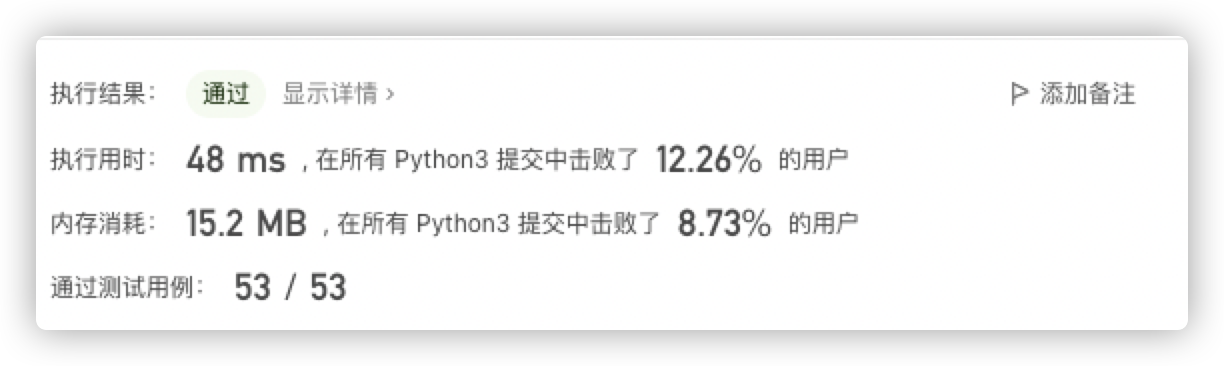 执行结果： 通过 显示详情 › 添加备注
执行用时： 48 ms , 在所有 Python3 提交中击败了 12.26% 的用户
内存消耗： 15.2 MB , 在所有 Python3 提交中击败了 8.73% 的用户
通过测试用例： 53 / 53